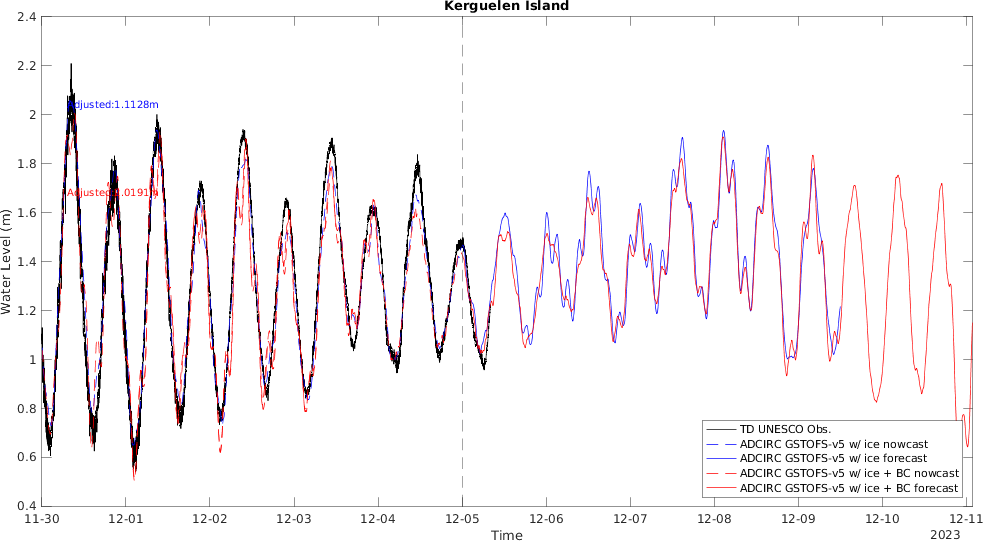 Kerguelen Island
2.4
2.2
2
1.8
1.6
1.4
1.2
1
0.8
0.6
0.4
Water Level (m)
Adjusted:1.1128m
11-30
12-01
12-02
12-03
12-04
12-05
12-06
12-07
12-08
12-09
12-10
12-11
Time
2023
TD UNESCO Obs.
ADCIRC GSTOFS-v5 w/ ice nowcast
ADCIRC GSTOFS-v5 w/ ice forecast
ADCIRC GSTOFS-v5 w/ ice + BC nowcast
ADCIRC GSTOFS-v5 w/ ice + BC forecast